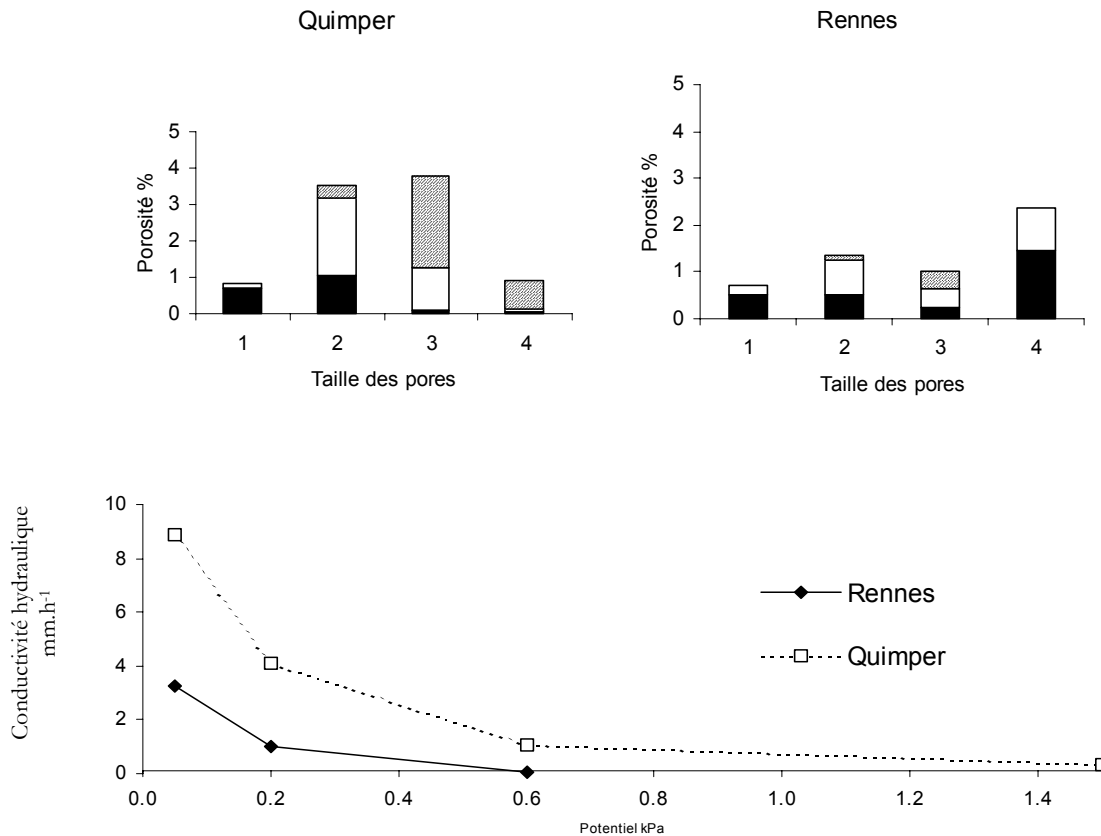 Quimper
Rennes
Porosité %
5
4
3
2
1
0
1 2 3 4
Taille des pores
Porosité %
5
4
3
2
1
0
1 2 3 4
Taille des pores
Conductivité hydraulique
mm.h-1
10
8
6
4
2
0
0.0 0.2 0.4 0.6 0.8 1.0 1.2 1.4
Potentiel kPa
Rennes
Quimper